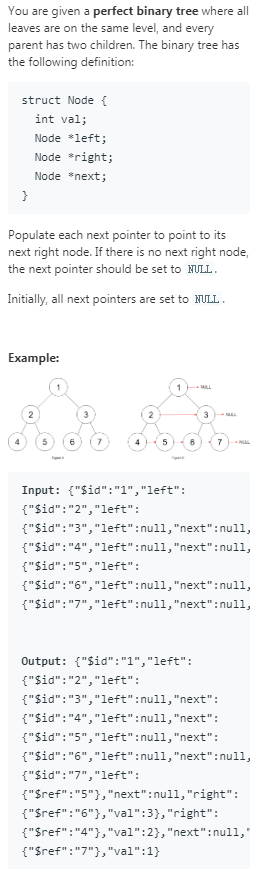 You are given a perfect binary tree where all
leaves are on the same level, and every
parent has two children. The binary tree has
the following definition:
struct Node {
int val;
Node *left;
Node *right;
Node *next;
}
Populate each next pointer to point to its
next right node. If there is no next right node,
the next pointer should be set to NULL.
Initially, all next pointers are set to NULL.
Example:
1
2 3
4 5 6 7
Figure A
1 NULL
2 3 NULL
4 5 6 7 NULL
Figure B
Input: {"$id":"1","left":
{"$id":"2","left":
{"$id":"3","left":null,"next":null,
{"$id":"4","left":null,"next":null,
{"$id":"5","left":
{"$id":"6","left":null,"next":null,
{"$id":"7","left":null,"next":null,
Output: {"$id":"1","left":
{"$id":"2","left":
{"$id":"3","left":null,"next":
{"$id":"4","left":null,"next":
{"$id":"5","left":null,"next":
{"$id":"6","left":null,"next":null,
{"$id":"7","left":
{"$ref":"5"},"next":null,"right":
{"$ref":"6"},"val":3},"right":
{"$ref":"4"},"val":2},"next":null,"
{"$ref":"7"},"val":1}